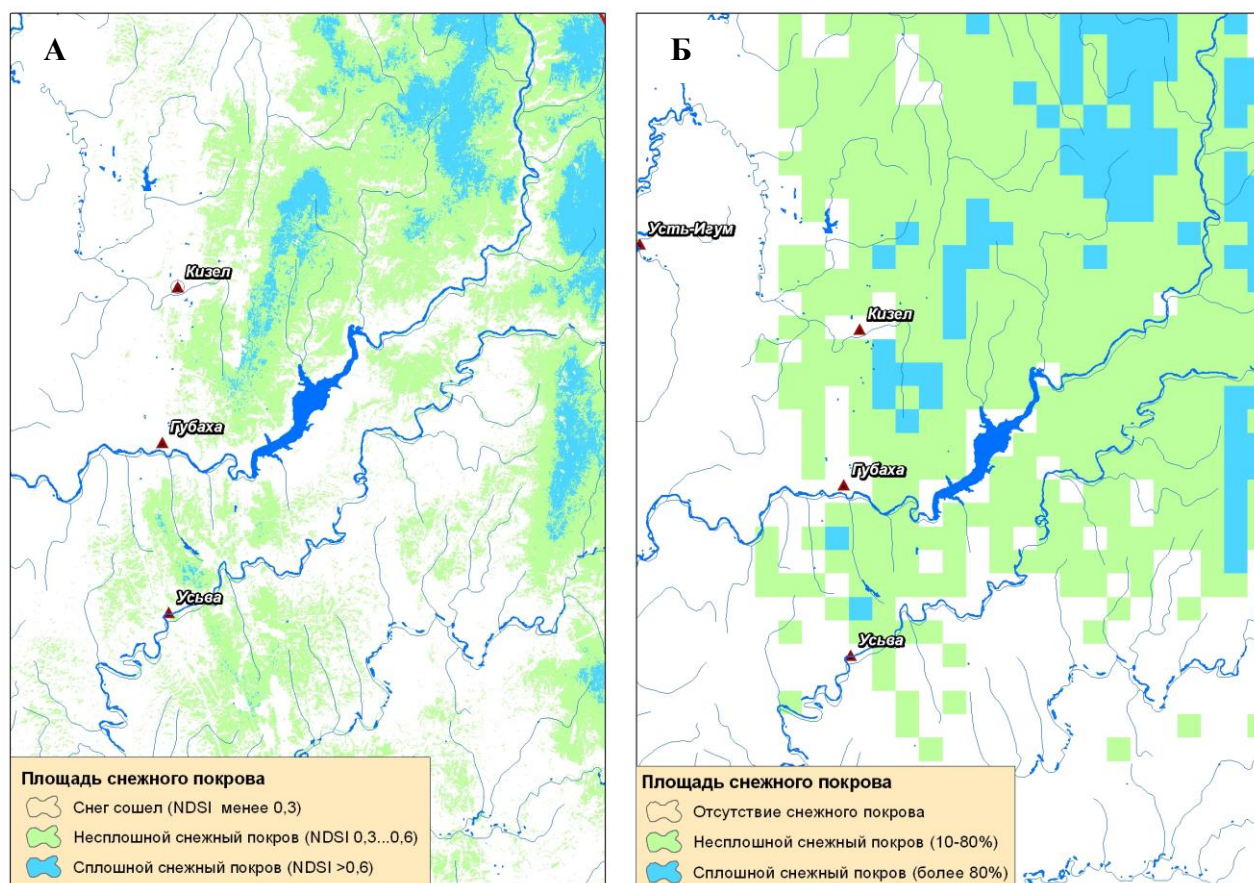 А
Кизел
Губаха
Усьва
Площадь снежного покрова
Снег сошел (NDSI менее 0,3)
Несплошной снежный покров (NDSI 0,3...0,6)
Сплошной снежный покров (NDSI >0,6)
Б
Усть-Игум
Кизел
Губаха
Усьва
Площадь снежного покрова
Отсутствие снежного покрова
Несплошной снежный покров (10-80%)
Сплошной снежный покров (более 80%)